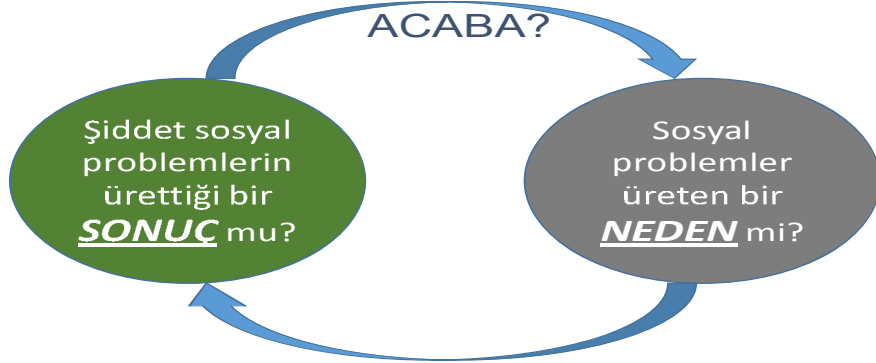 ACABA?
Şiddet sosyal
problemlerin
ürettiği bir
SONUÇ mu?
Sosyal
problemler
üreten bir
NEDEN mi?